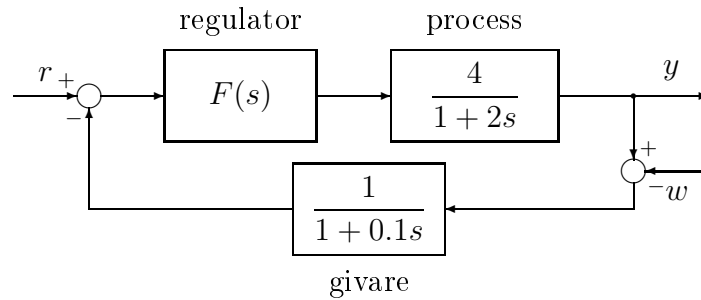 regulator
process
r
+
−
F(s)
4
1 + 2s
y
+
−
w
1
1 + 0.1s
givare